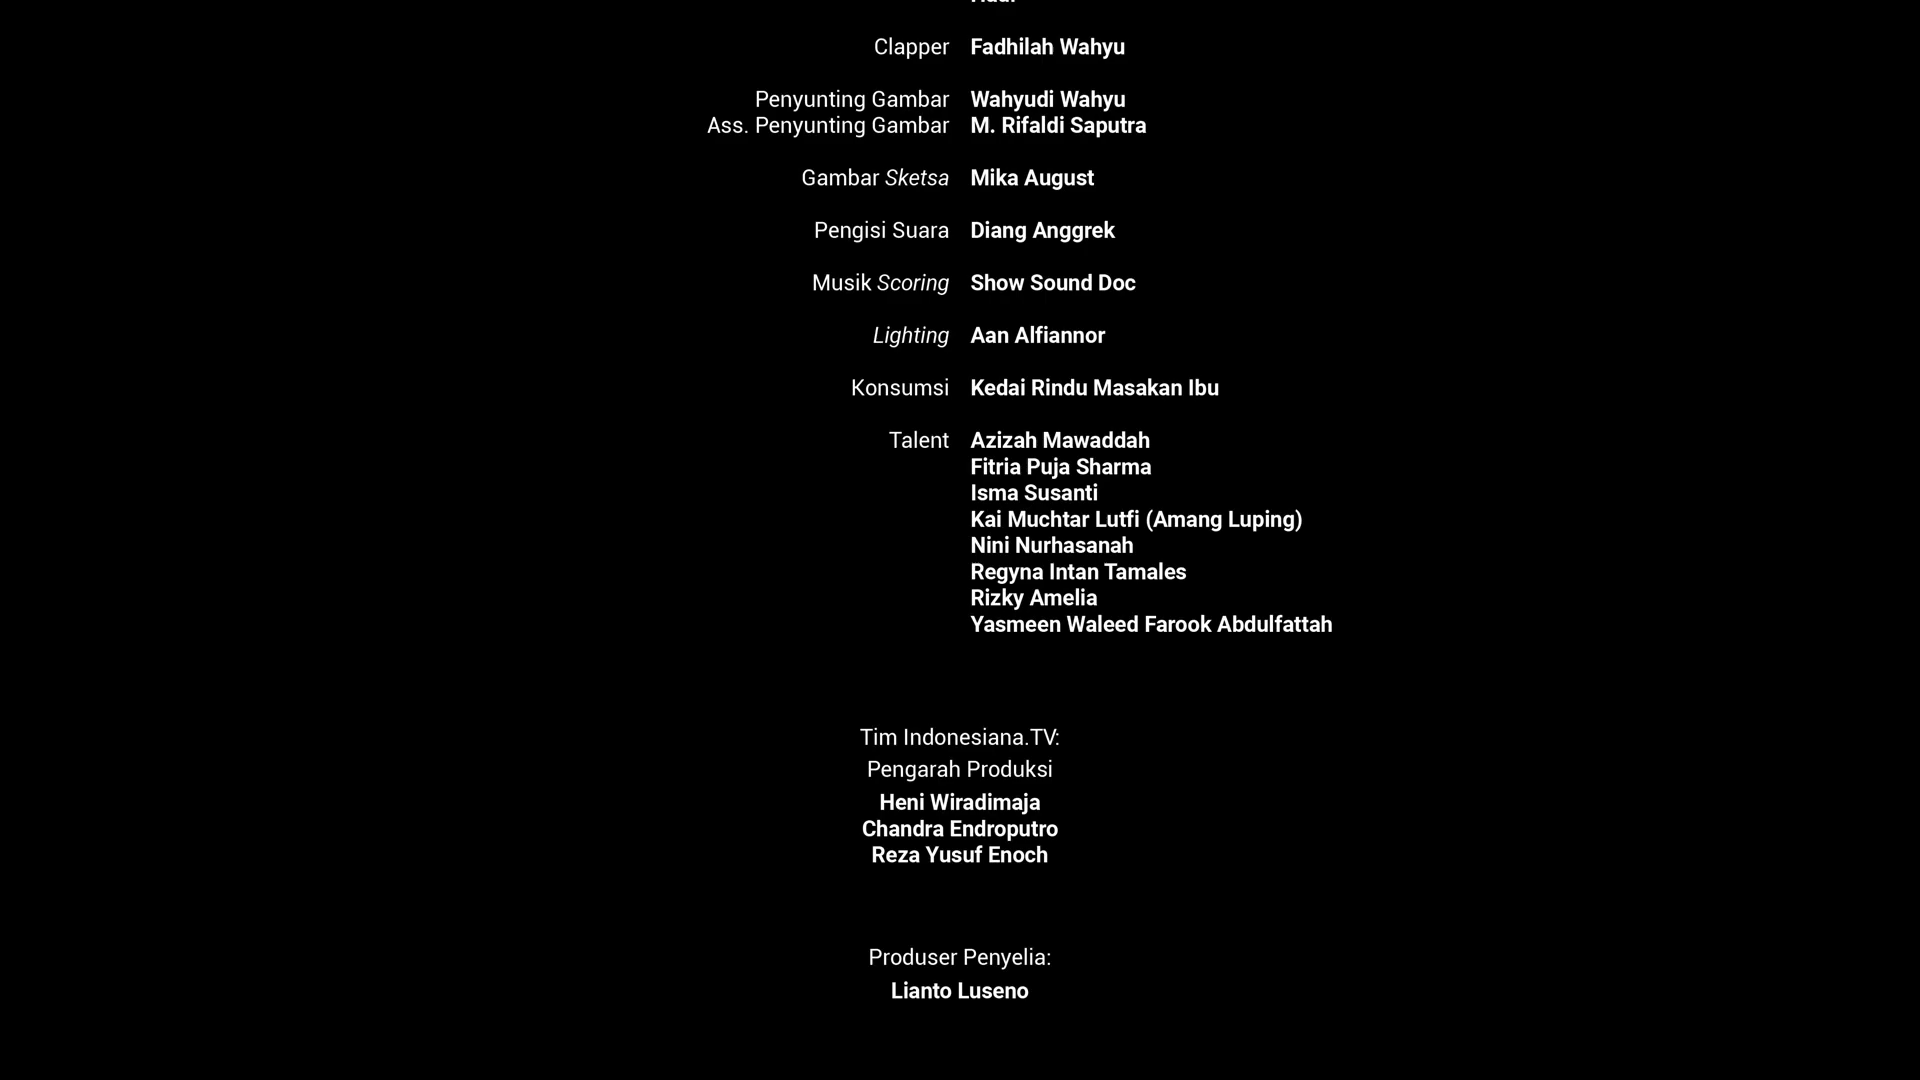 Clapper Fadhilah Wahyu
Penyunting Gambar Wahyudi Wahyu
Ass. Penyunting Gambar M. Rifaldi Saputra
Gambar Sketsa Mika August
Pengisi Suara Diang Anggrek
Musik Scoring Show Sound Doc
Lighting Aan Alfiannor
Konsumsi Kedai Rindu Masakan Ibu
Talent Azizah Mawaddah
Fitria Puja Sharma
Isma Susanti
Kai Muchtar Lutfi (Amang Luping)
Nini Nurhasanah
Regyna Intan Tamales
Rizky Amelia
Yasmeen Waleed Farook Abdulfattah
Tim Indonesiana.TV:
Pengarah Produksi
Heni Wiradimaja
Chandra Endroputro
Reza Yusuf Enoch
Produser Penyelia:
Lianto Luseno